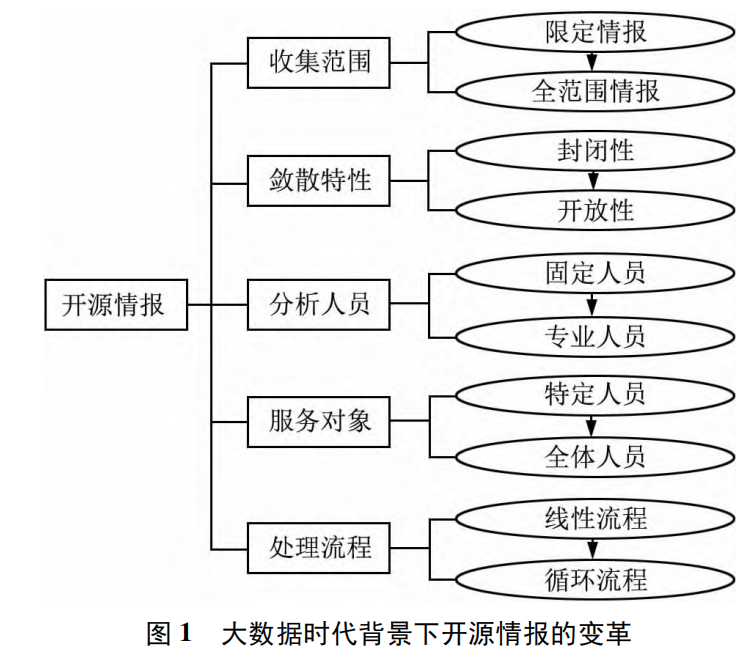 限定情报
收集范围
全范围情报
封闭性
敛散特性
开放性
固定人员
开源情报
分析人员
专业人员
特定人员
服务对象
全体人员
线性流程
处理流程
循环流程
图 1 大数据时代背景下开源情报的变革